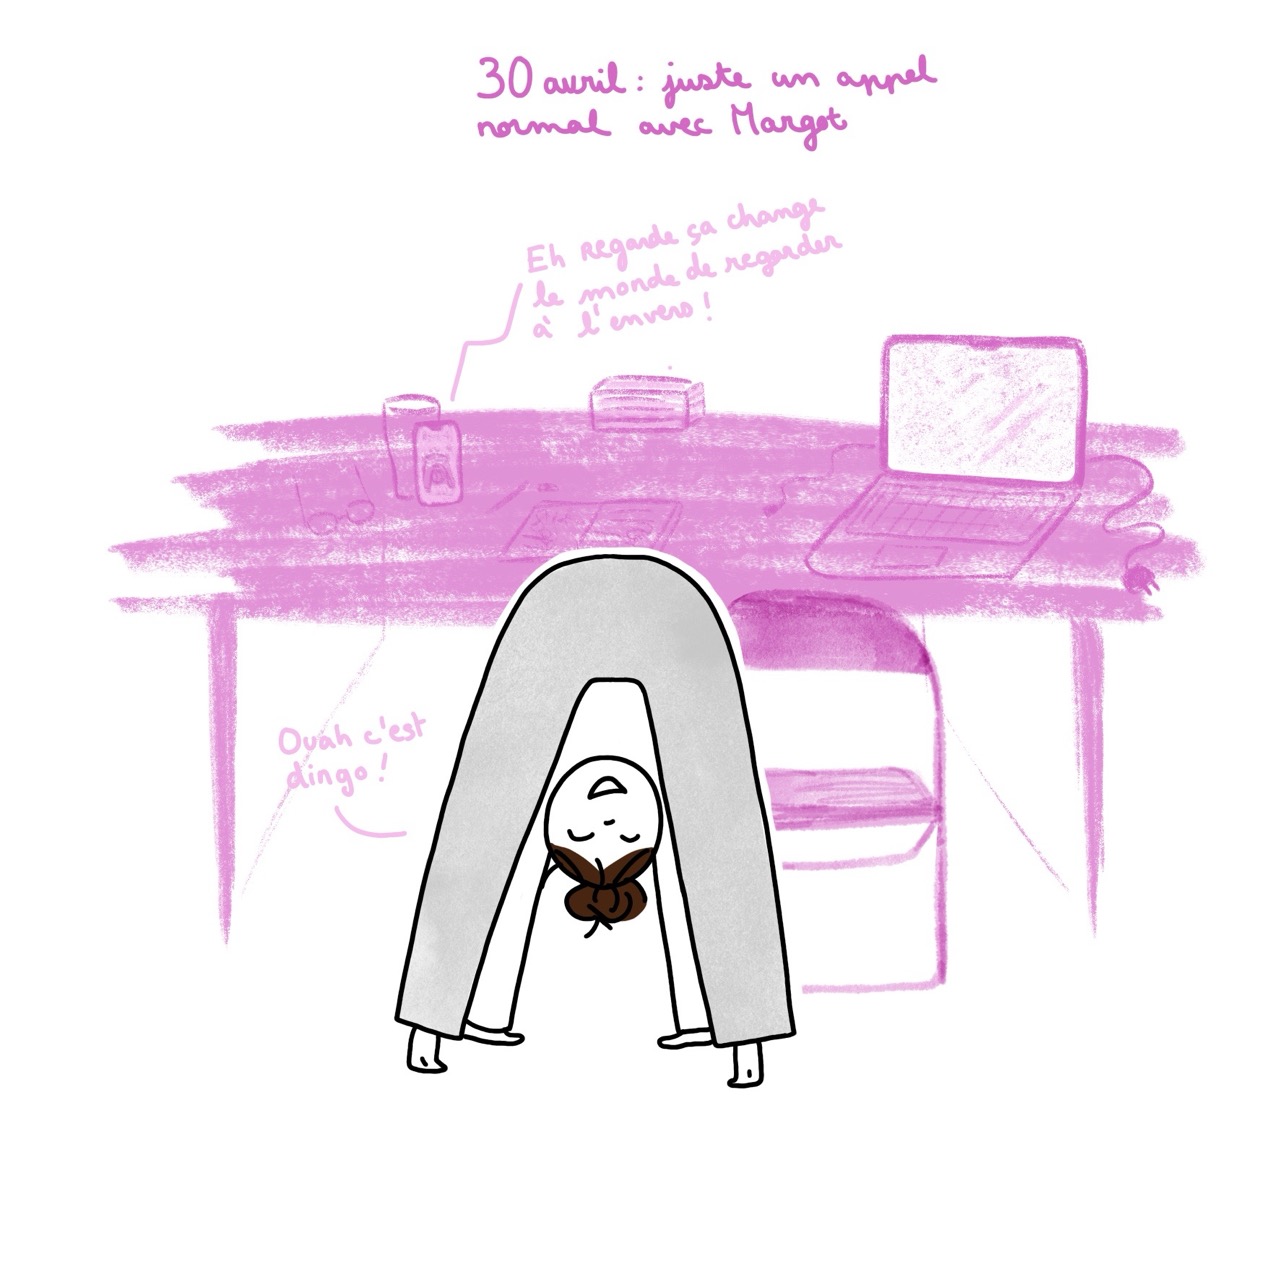 30 avril : juste un appel
normal avec Margot
Eh regarde ça change
le monde de regarder
à l'envers !
Ouah c'est
dingo !